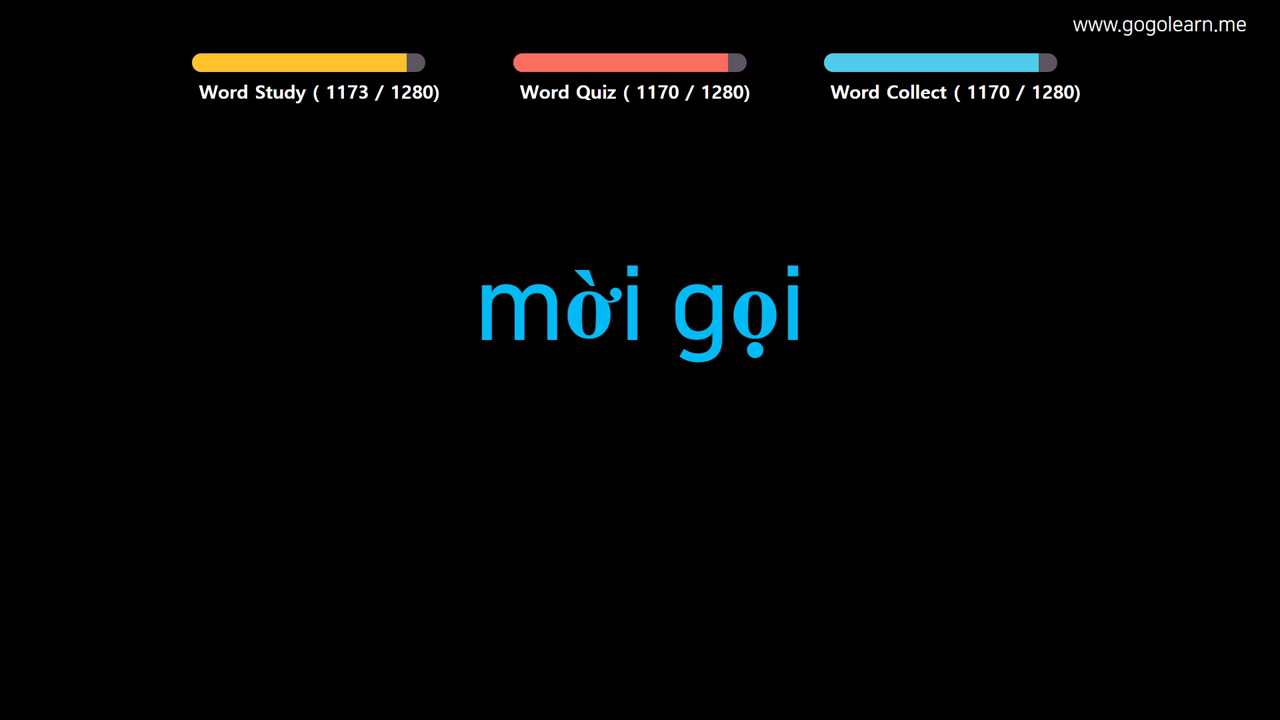 www.gogolearn.me
Word Study ( 1173 / 1280)
Word Quiz ( 1170 / 1280)
Word Collect ( 1170 / 1280)
mời gọi